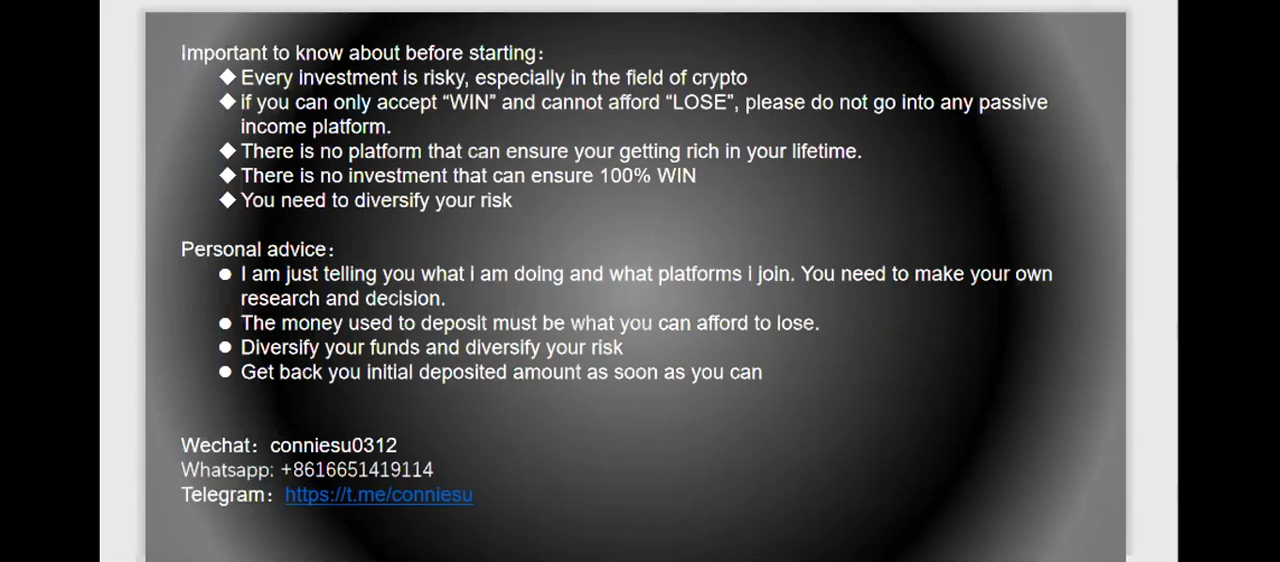 Important to know about before starting：
◆ Every investment is risky, especially in the field of crypto
◆ if you can only accept “WIN” and cannot afford “LOSE”, please do not go into any passive
income platform.
◆ There is no platform that can ensure your getting rich in your lifetime.
◆ There is no investment that can ensure 100% WIN
◆ You need to diversify your risk
Personal advice：
● I am just telling you what i am doing and what platforms i join. You need to make your own
research and decision.
● The money used to deposit must be what you can afford to lose.
● Diversify your funds and diversify your risk
● Get back you initial deposited amount as soon as you can
Wechat：conniesu0312
Whatsapp: +8616651419114
Telegram：https://t.me/conniesu